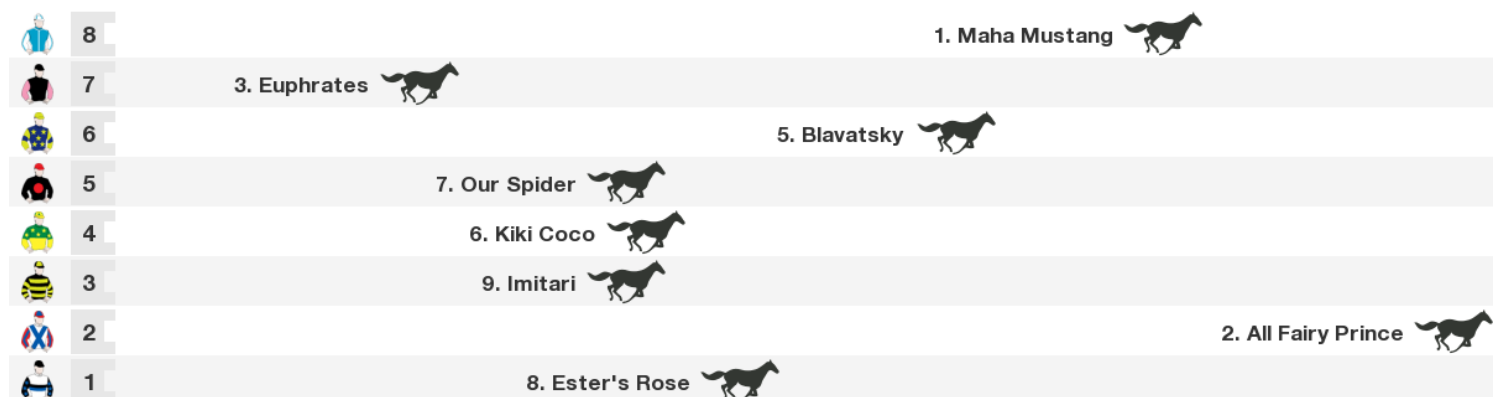 8 1. Maha Mustang
7 3. Euphrates
6 5. Blavatsky
5 7. Our Spider
4 6. Kiki Coco
3 9. Imitari
2 2. All Fairy Prince
1 8. Ester's Rose